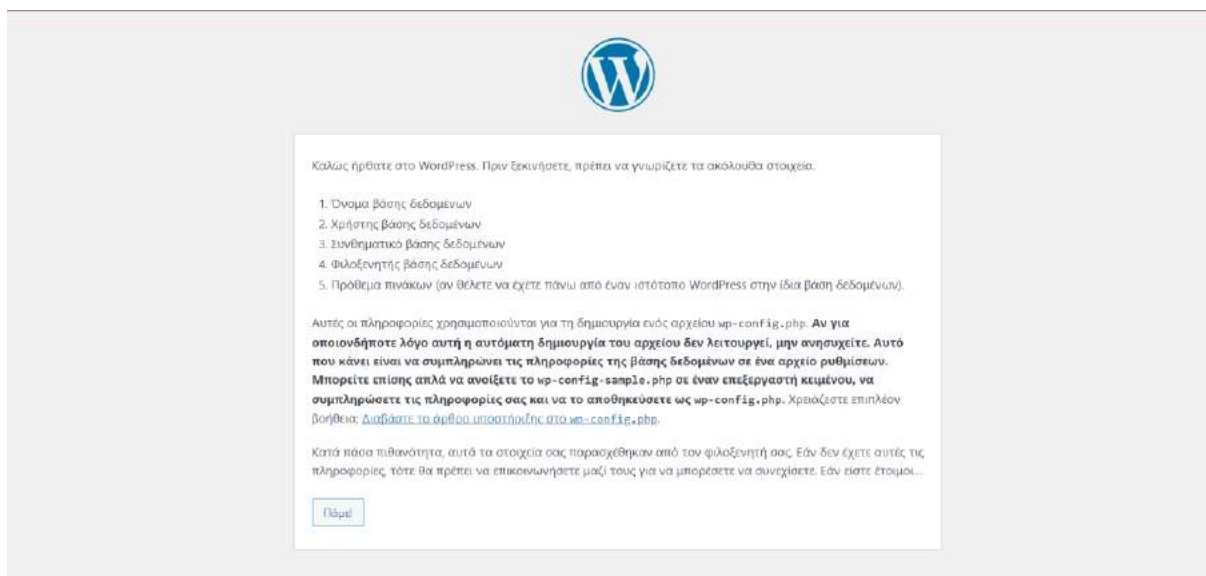 Καλώς ήρθατε στο WordPress. Πριν ξεκινήσετε, πρέπει να γνωρίζετε τα ακόλουθα στοιχεία.
1. Όνομα βάσης δεδομένων
2. Χρήστης βάσης δεδομένων
3. Συνθηματικό βάσης δεδομένων
4. Φιλοξενητής βάσης δεδομένων
5. Πρόθεμα πινάκων (αν θέλετε να έχετε πάνω από έναν ιστότοπο WordPress στην ίδια βάση δεδομένων).
Αυτές οι πληροφορίες χρησιμοποιούνται για τη δημιουργία ενός αρχείου wp-config.php. Αν για
οποιονδήποτε λόγο αυτή η αυτόματη δημιουργία του αρχείου δεν λειτουργεί, μην ανησυχείτε. Αυτό
που κάνει είναι να συμπληρώνει τις πληροφορίες της βάσης δεδομένων σε ένα αρχείο ρυθμίσεων.
Μπορείτε επίσης απλά να ανοίξετε το wp-config-sample.php σε έναν επεξεργαστή κειμένου, να
συμπληρώσετε τις πληροφορίες σας και να το αποθηκεύσετε ως wp-config.php. Χρειάζεστε επιπλέον
βοήθεια; Διαβάστε το άρθρο υποστήριξης στο wp-config.php.
Κατά πάσα πιθανότητα, αυτά τα στοιχεία σας παρασχέθηκαν από τον φιλοξενητή σας. Εάν δεν έχετε αυτές τις
πληροφορίες, τότε θα πρέπει να επικοινωνήσετε μαζί τους για να μπορέσετε να συνεχίσετε. Εάν είστε έτοιμοι...
Πάμε!